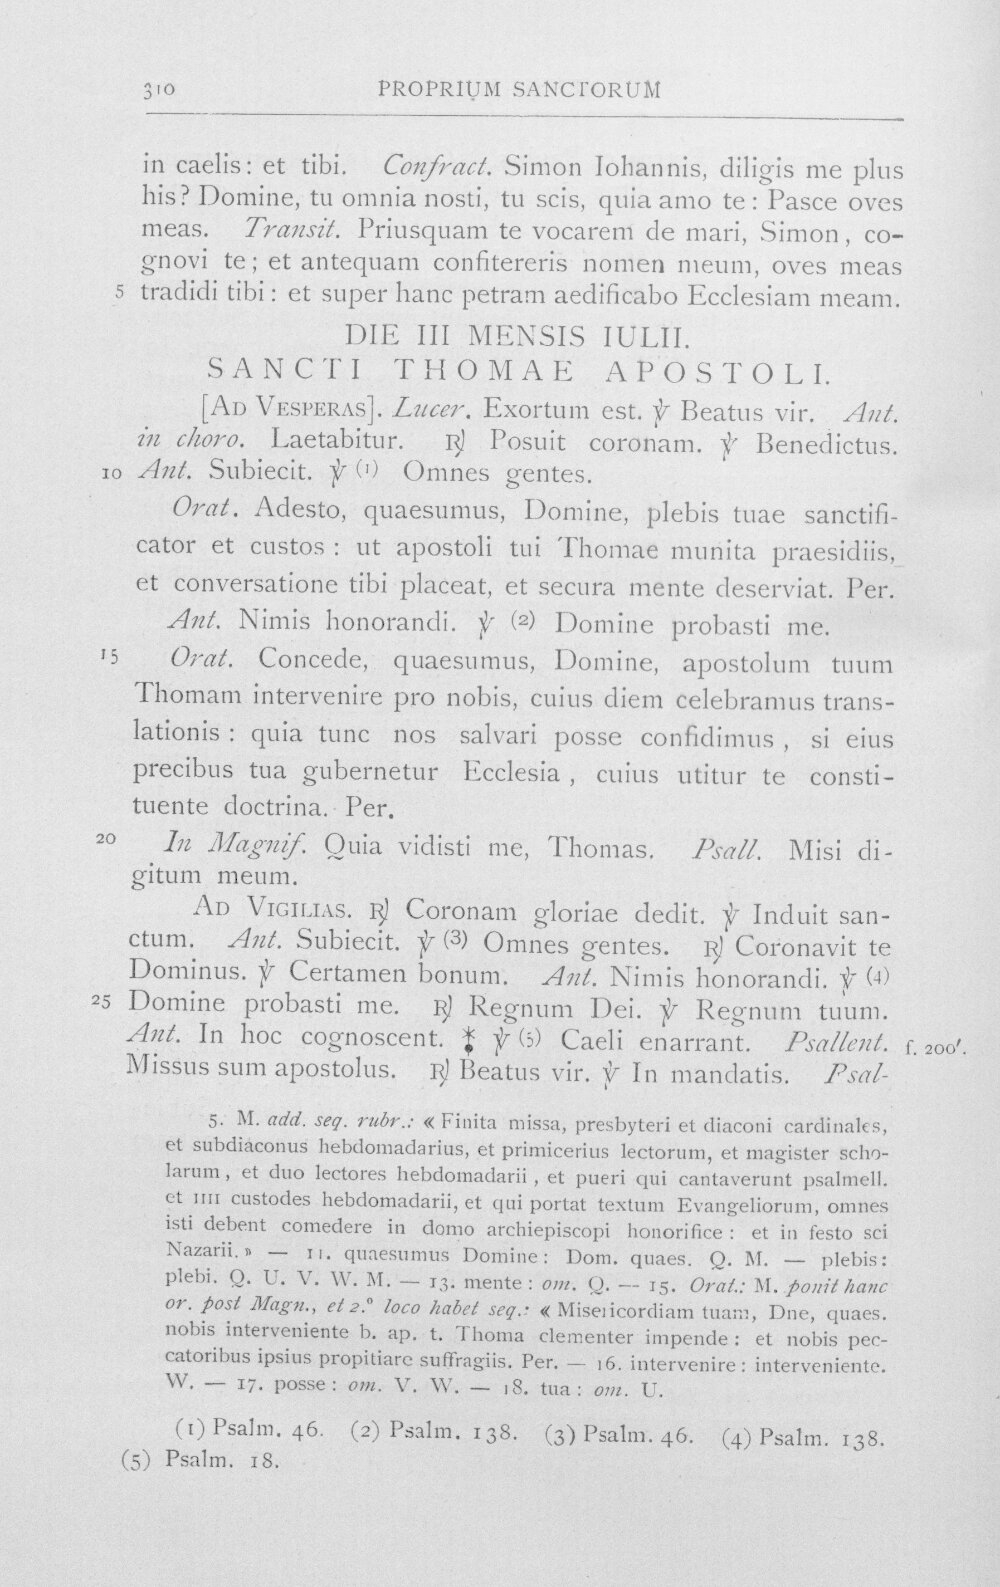 310 PROPRIUM SANCTORUM
in caelis: et tibi. Confract. Simon Iohannis, diligis me plus
his? Domine, tu omnia nosti, tu scis, quia amo te: Pasce oves
meas. Transit. Priusquam te vocarem de mari, Simon, co-
gnovi te; et antequam confitereris nomen meum, oves meas
5 tradidi tibi: et super hanc petram aedificabo Ecclesiam meam.
DIE III MENSIS IULII.
SANCTI THOMAE APOSTOLI.
[AD VESPERAS]. Lucer. Exortum est. ℣ Beatus vir. Ant.
in choro. Laetabitur. ℟ Posuit coronam. ℣ Benedictus.
10 Ant. Subiecit. ℣ (1) Omnes gentes.
Orat. Adesto, quaesumus, Domine, plebis tuae sanctifi-
cator et custos: ut apostoli tui Thomae munita praesidiis,
et conversatione tibi placeat, et secura mente deserviat. Per.
Ant. Nimis honorandi. ℣ (2) Domine probasti me.
15 Orat. Concede, quaesumus, Domine, apostolum tuum
Thomam intervenire pro nobis, cuius diem celebramus trans-
lationis: quia tunc nos salvari posse confidimus, si eius
precibus tua gubernetur Ecclesia, cuius utitur te consti-
tuente doctrina. Per.
20 In Magnif. Quia vidisti me, Thomas. Psall. Misi di-
gitum meum.
AD VIGILIAS. ℟ Coronam gloriae dedit. ℣ Induit san-
ctum. Ant. Subiecit. ℣ (3) Omnes gentes. ℟ Coronavit te
Dominus. ℣ Certamen bonum. Ant. Nimis honorandi. ℣ (4)
25 Domine probasti me. ℟ Regnum Dei. ℣ Regnum tuum.
Ant. In hoc cognoscent. ⁑ ℣ (5) Caeli enarrant. Psallent. f. 200'.
Missus sum apostolus. ℟ Beatus vir. ℣ In mandatis. Psal-
5. M. add. seq. rubr.: « Finita missa, presbyteri et diaconi cardinales,
et subdiaconus hebdomadarius, et primicerius lectorum, et magister scho-
larum, et duo lectores hebdomadarii, et pueri qui cantaverunt psalmell.
et IIII custodes hebdomadarii, et qui portat textum Evangeliorum, omnes
isti debent comedere in domo archiepiscopi honorifice: et in festo sci
Nazarii. » — 11. quaesumus Domine: Dom. quaes. Q. M. — plebis:
plebi. Q. U. V. W. M. — 13. mente: om. Q. — 15. Orat.: M. ponit hanc
or. post Magn., et 2.° loco habet seq.: « Misericordiam tuam, Dne, quaes.
nobis interveniente b. ap. t. Thoma clementer impende: et nobis pec-
catoribus ipsius propitiare suffragiis. Per. — 16. intervenire: interveniente.
W. — 17. posse: om. V. W. — 18. tua: om. U.
(1) Psalm. 46. (2) Psalm. 138. (3) Psalm. 46. (4) Psalm. 138.
(5) Psalm. 18.